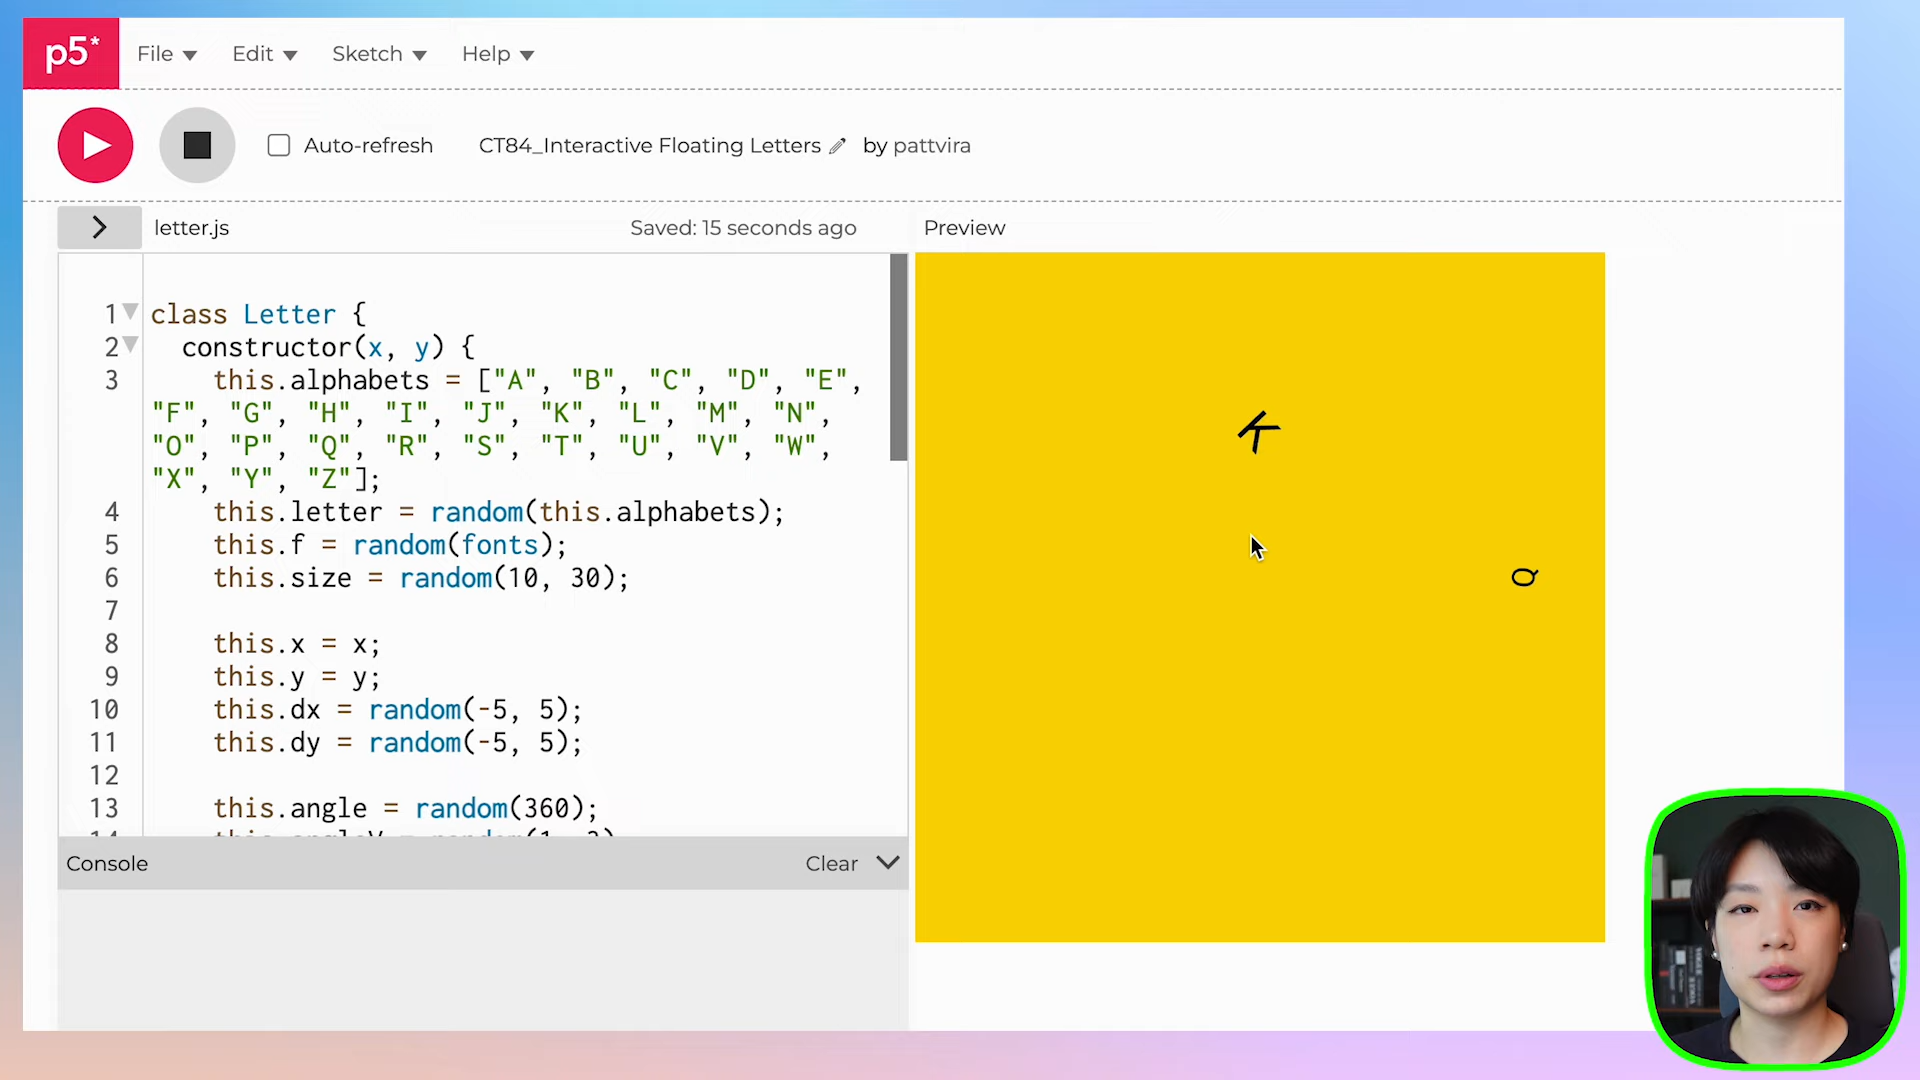 p5* File Edit Sketch Help
Auto-refresh CT84_Interactive Floating Letters by pattvira
letter.js Saved: 15 seconds ago Preview
1 class Letter {
2 constructor(x, y) {
3 this.alphabets = ["A", "B", "C", "D", "E",
"F", "G", "H", "I", "J", "K", "L", "M", "N",
"O", "P", "Q", "R", "S", "T", "U", "V", "W",
"X", "Y", "Z"];
4 this.letter = random(this.alphabets);
5 this.f = random(fonts);
6 this.size = random(10, 30);
7
8 this.x = x;
9 this.y = y;
10 this.dx = random(-5, 5);
11 this.dy = random(-5, 5);
12
13 this.angle = random(360);
K
Q
Console Clear